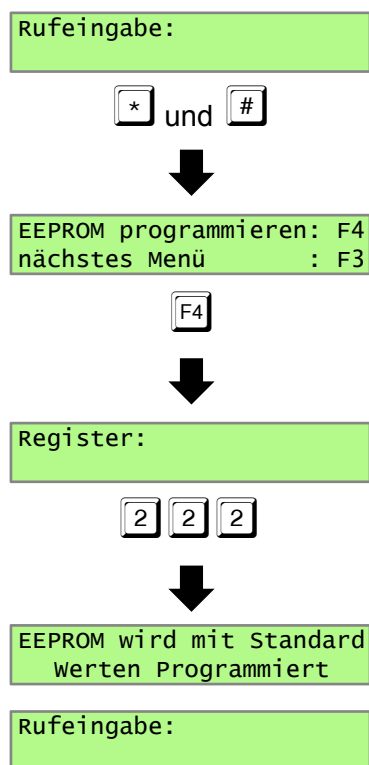 Rufeingabe:
* und #
EEPROM programmieren: F4
nächstes Menü : F3
F4
Register:
2 2 2
EEPROM wird mit Standard
Werten Programmiert
Rufeingabe: